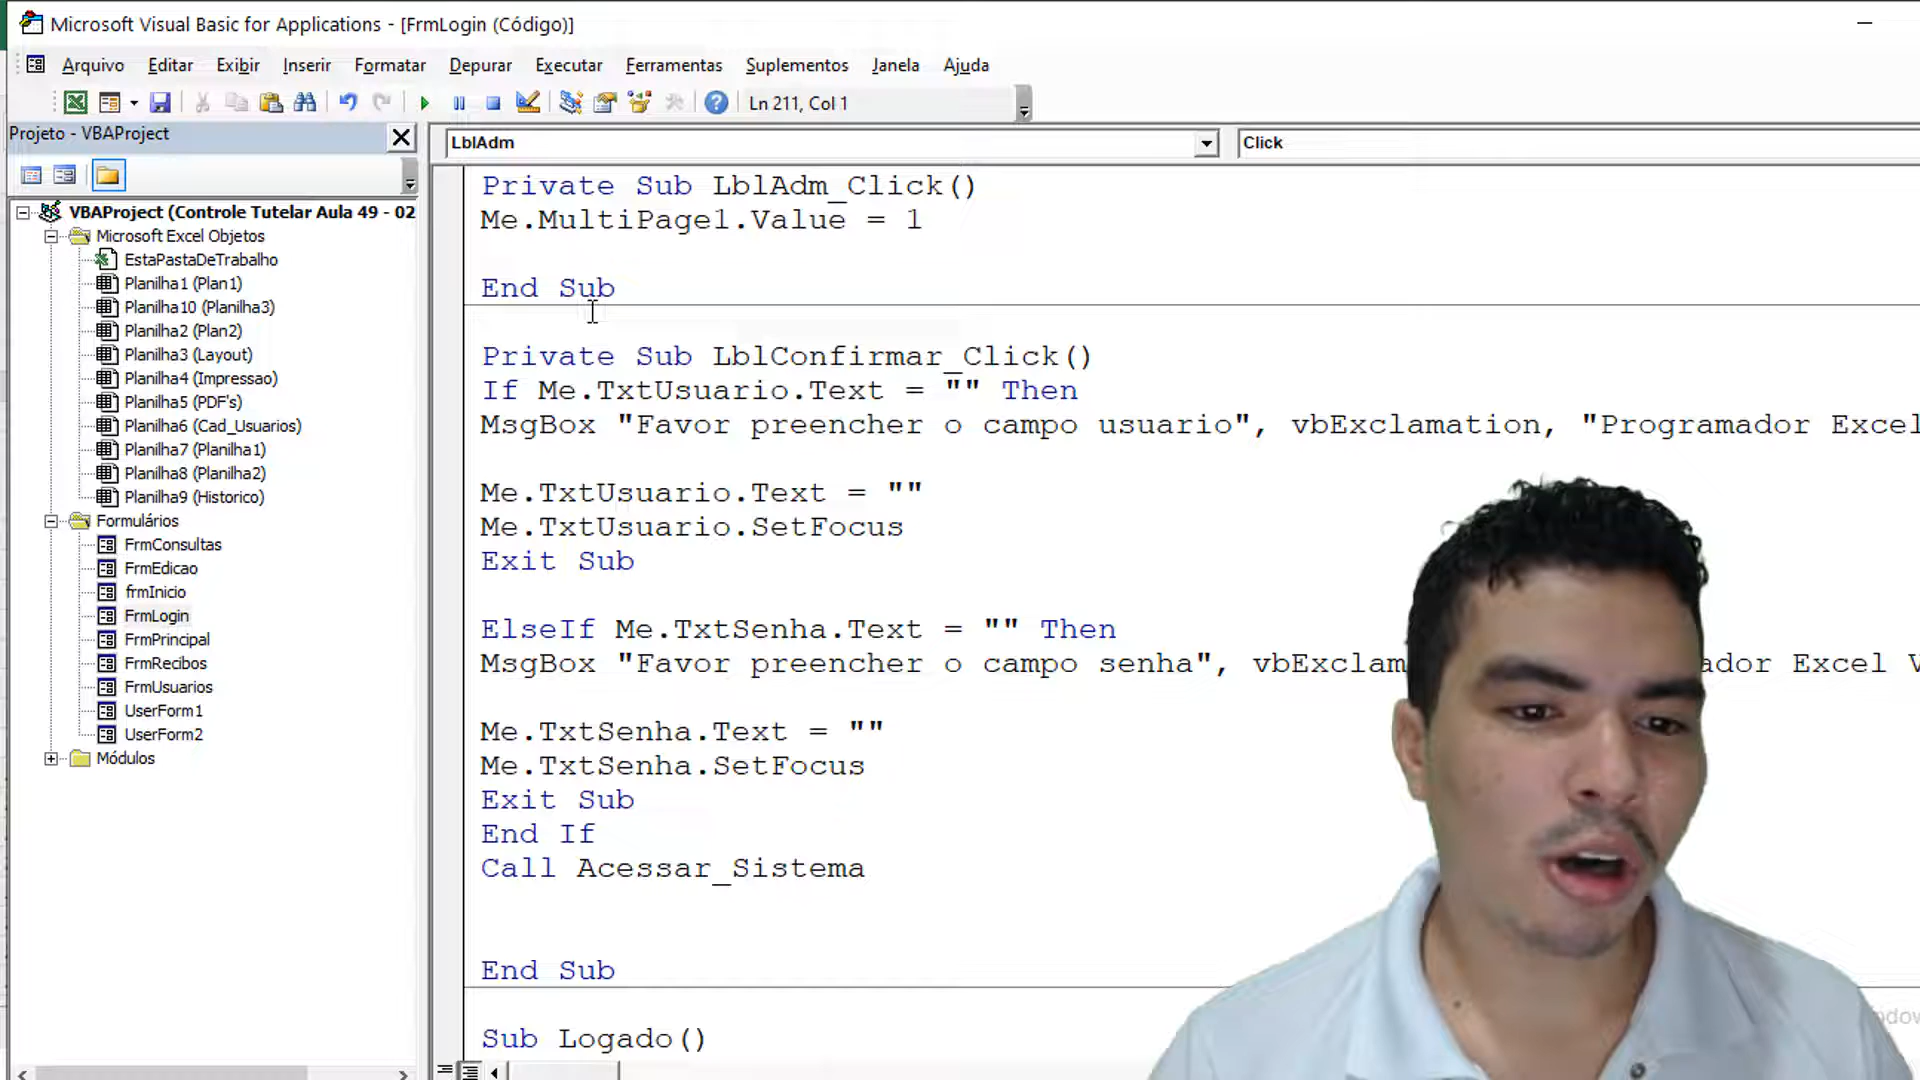 Microsoft Visual Basic for Applications - [FrmLogin (Código)]
Arquivo Editar Exibir Inserir Formatar Depurar Executar Ferramentas Suplementos Janela Ajuda
Ln 211, Col 1
Projeto - VBAProject
VBAProject (Controle Tutelar Aula 49 - 02
Microsoft Excel Objetos
EstaPastaDeTrabalho
Planilha1 (Plan1)
Planilha10 (Planilha3)
Planilha2 (Plan2)
Planilha3 (Layout)
Planilha4 (Impressao)
Planilha5 (PDF's)
Planilha6 (Cad_Usuarios)
Planilha7 (Planilha1)
Planilha8 (Planilha2)
Planilha9 (Historico)
Formulários
FrmConsultas
FrmEdicao
frmInicio
FrmLogin
FrmPrincipal
FrmRecibos
FrmUsuarios
UserForm1
UserForm2
Módulos
LblAdm
Click
Private Sub LblAdm_Click()
Me.MultiPage1.Value = 1
End Sub
Private Sub LblConfirmar_Click()
If Me.TxtUsuario.Text = "" Then
MsgBox "Favor preencher o campo usuario", vbExclamation, "Programador Excel
Me.TxtUsuario.Text = ""
Me.TxtUsuario.SetFocus
Exit Sub
ElseIf Me.TxtSenha.Text = "" Then
MsgBox "Favor preencher o campo senha", vbExclam ador Excel V
Me.TxtSenha.Text = ""
Me.TxtSenha.SetFocus
Exit Sub
End If
Call Acessar_Sistema
End Sub
Sub Logado()